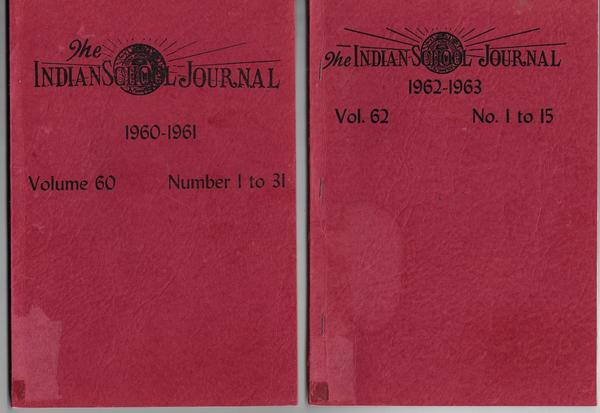 The
INDIAN SCHOOL JOURNAL
1960-1961
Volume 60 Number 1 to 31
The INDIAN SCHOOL JOURNAL
1962-1963
Vol. 62 No. 1 to 15